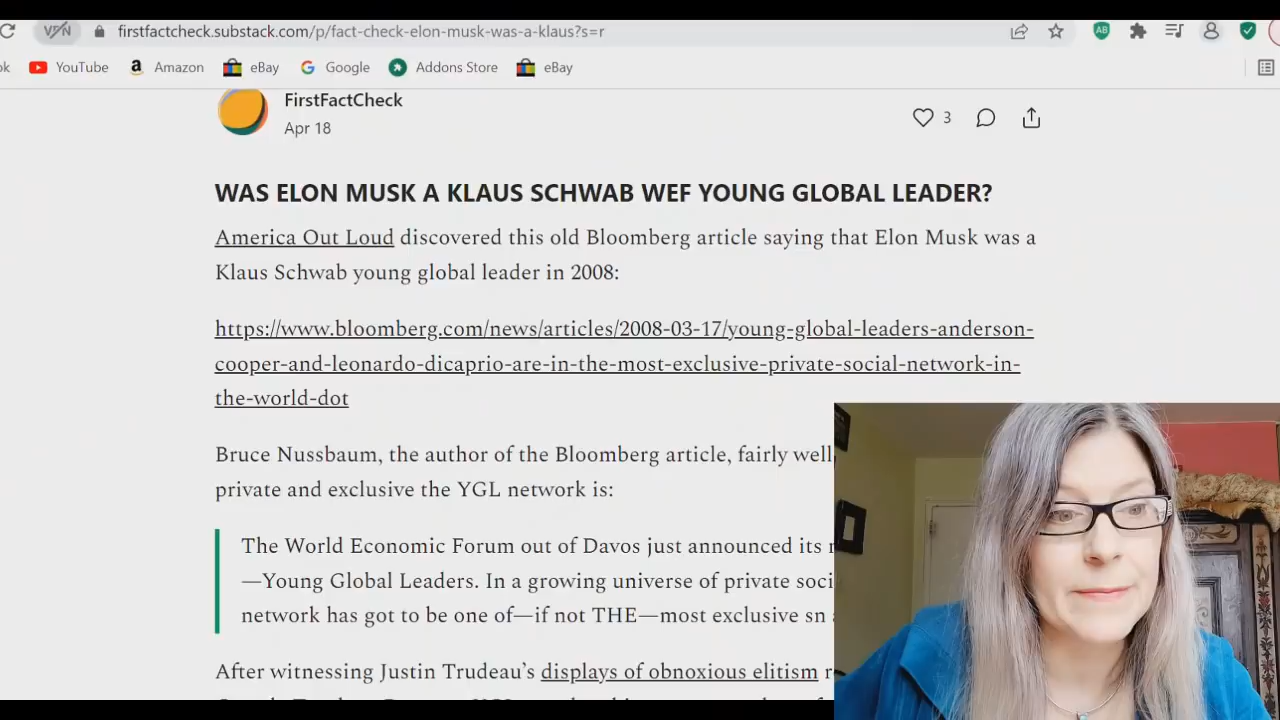 VPN firstfactcheck.substack.com/p/fact-check-elon-musk-was-a-klaus?s=r AB
YouTube a Amazon eBay G Google Addons Store eBay
FirstFactCheck
Apr 18
3
WAS ELON MUSK A KLAUS SCHWAB WEF YOUNG GLOBAL LEADER?
America Out Loud discovered this old Bloomberg article saying that Elon Musk was a
Klaus Schwab young global leader in 2008:
https://www.bloomberg.com/news/articles/2008-03-17/young-global-leaders-anderson-
cooper-and-leonardo-dicaprio-are-in-the-most-exclusive-private-social-network-in-
the-world-dot
Bruce Nussbaum, the author of the Bloomberg article, fairly well
private and exclusive the YGL network is:
The World Economic Forum out of Davos just announced its
—Young Global Leaders. In a growing universe of private
network has got to be one of—if not THE—most exclusive sn
After witnessing Justin Trudeau’s displays of obnoxious elitism